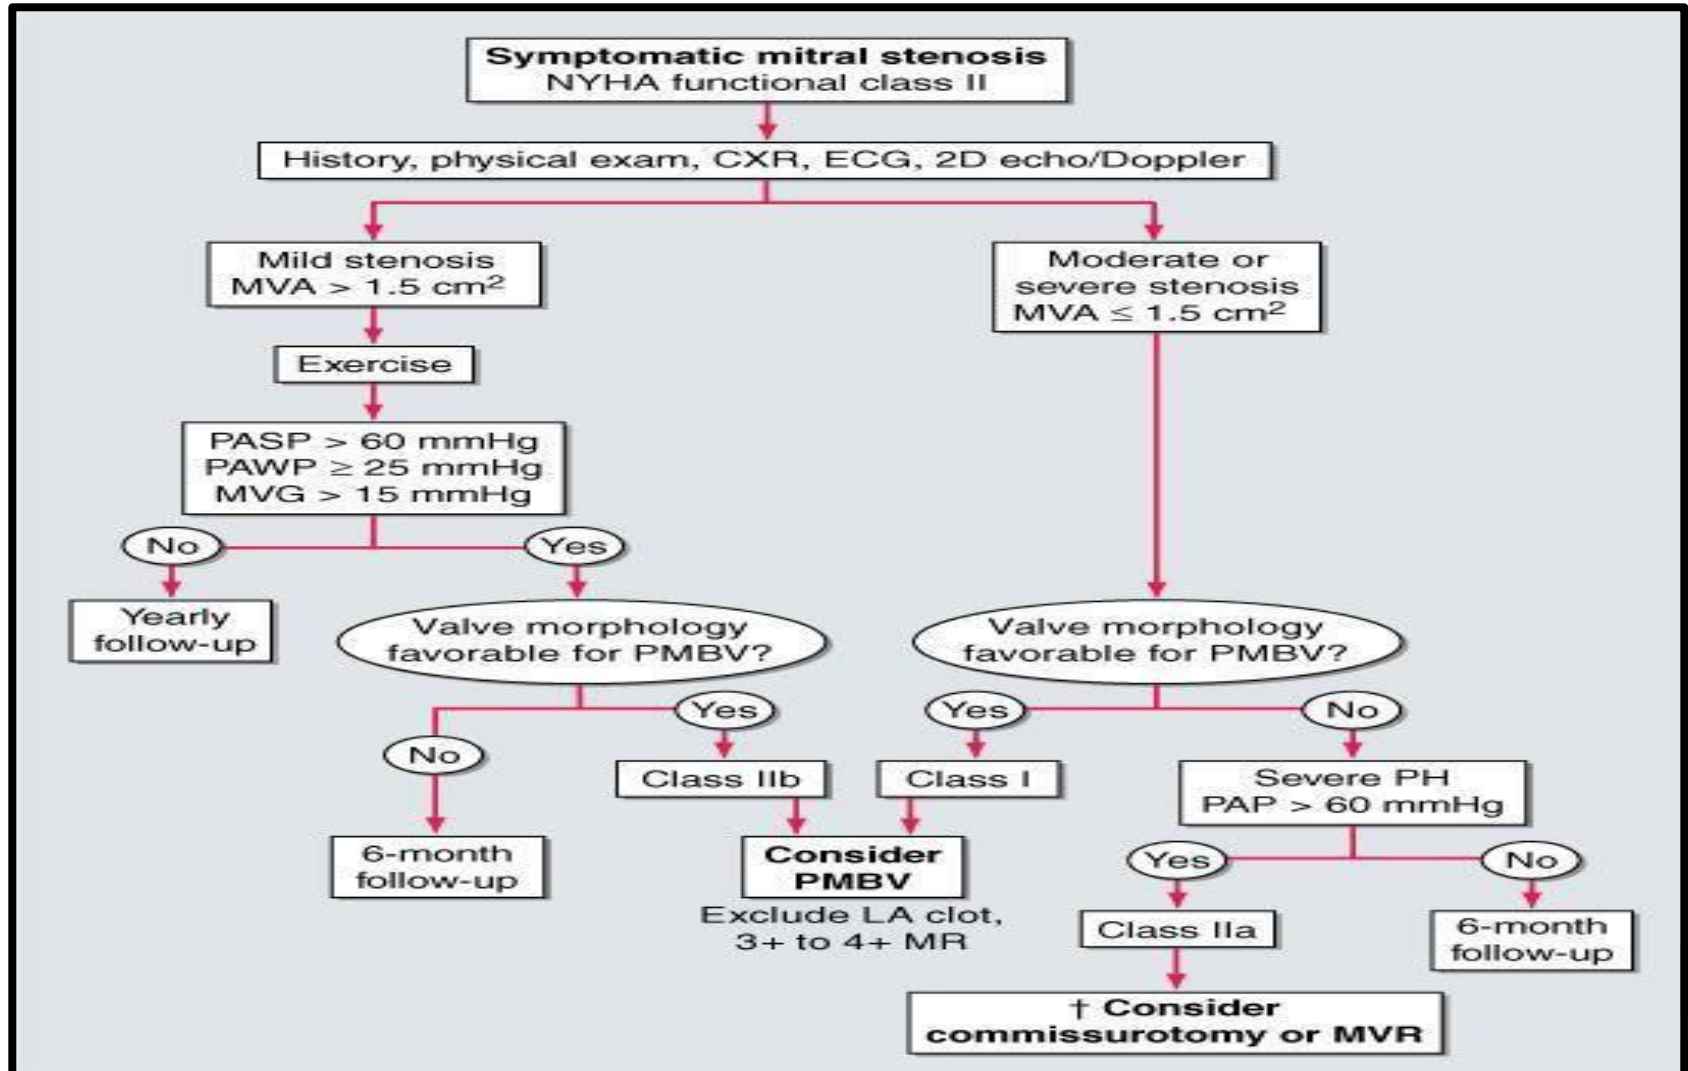 Symptomatic mitral stenosis
NYHA functional class II
History, physical exam, CXR, ECG, 2D echo/Doppler
Mild stenosis
MVA > 1.5 cm²
Moderate or
severe stenosis
MVA ≤ 1.5 cm²
Exercise
PASP > 60 mmHg
PAWP ≥ 25 mmHg
MVG > 15 mmHg
No
Yes
Yearly
follow-up
Valve morphology
favorable for PMBV?
Valve morphology
favorable for PMBV?
No
Yes
Yes
No
Class IIb
Class I
Severe PH
PAP > 60 mmHg
6-month
follow-up
Consider
PMBV
Exclude LA clot,
3+ to 4+ MR
Yes
No
Class IIa
6-month
follow-up
† Consider
commissurotomy or MVR